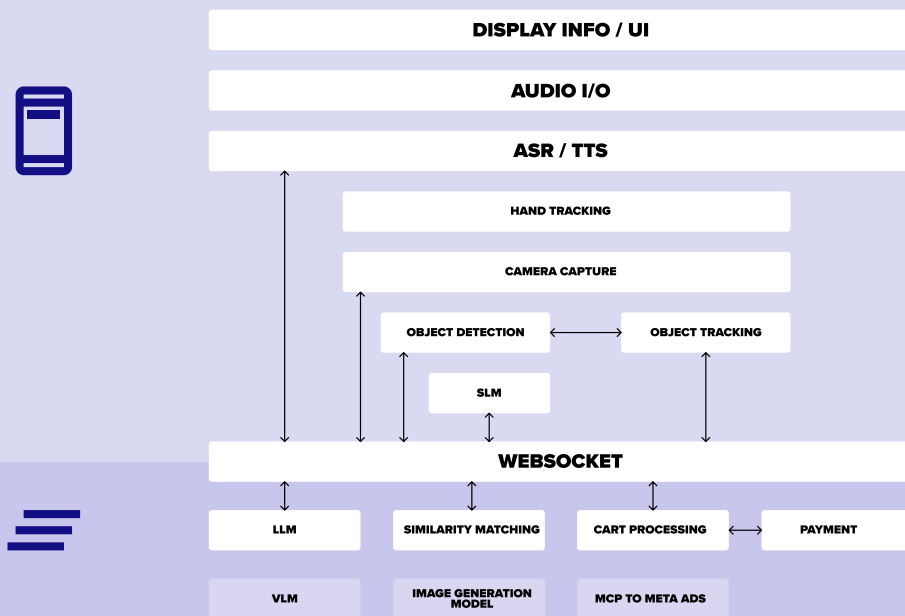 DISPLAY INFO / UI
AUDIO I/O
ASR / TTS
HAND TRACKING
CAMERA CAPTURE
OBJECT DETECTION
OBJECT TRACKING
SLM
WEBSOCKET
LLM
SIMILARITY MATCHING
CART PROCESSING
PAYMENT
VLM
IMAGE GENERATION
MODEL
MCP TO META ADS